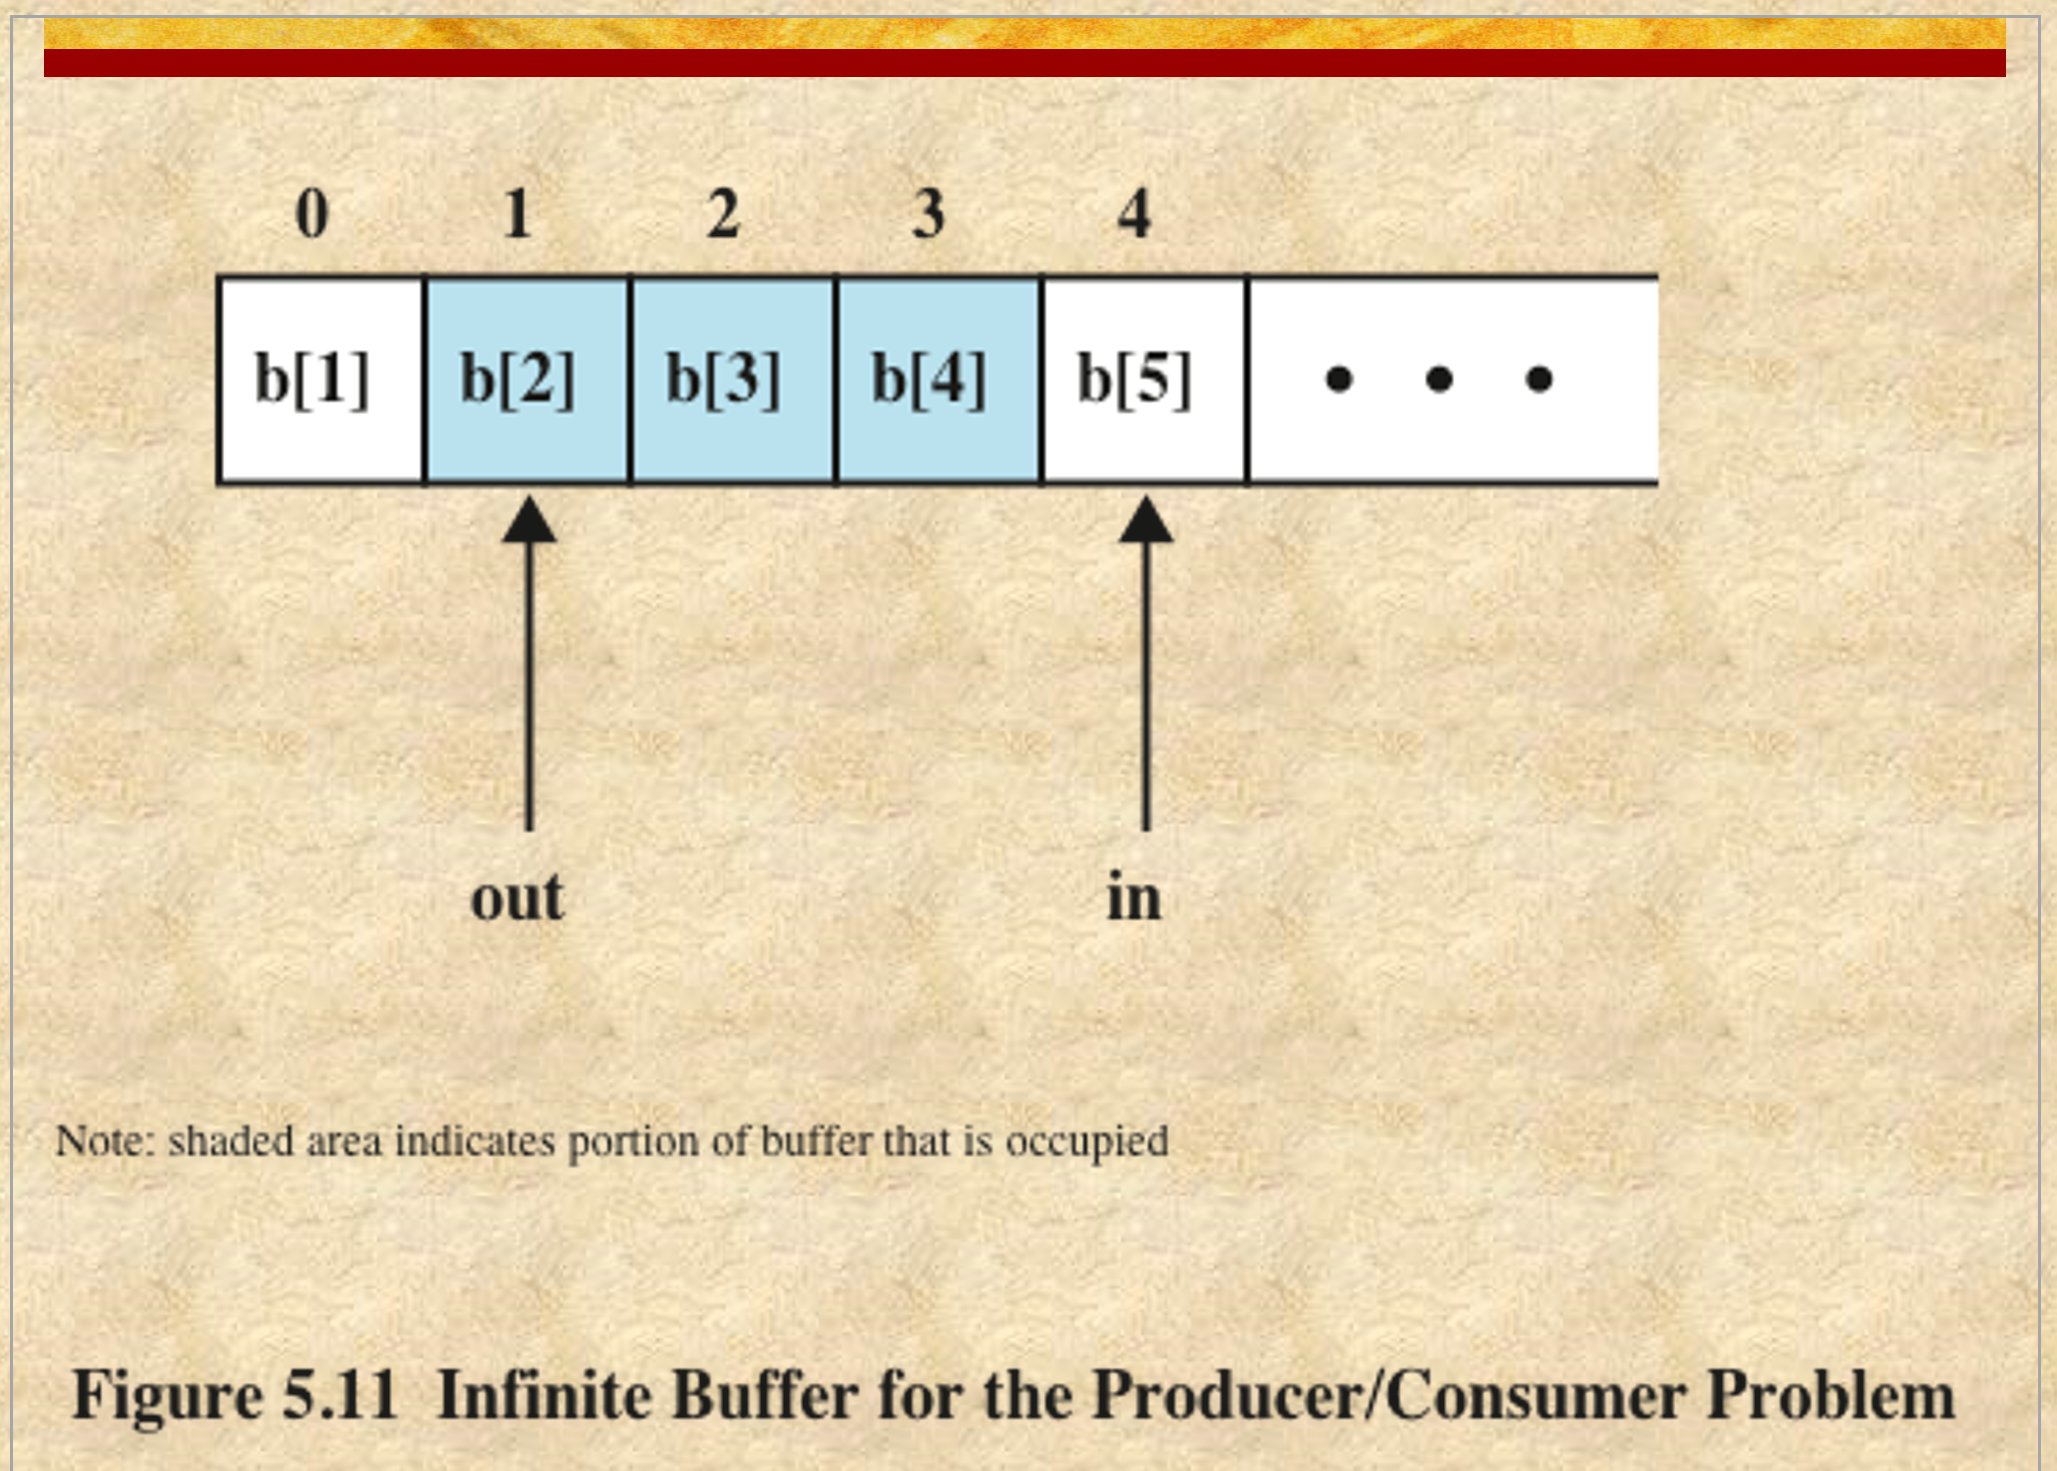 0 1 2 3 4
b[1] b[2] b[3] b[4] b[5] • • •
out in
Note: shaded area indicates portion of buffer that is occupied
Figure 5.11 Infinite Buffer for the Producer/Consumer Problem